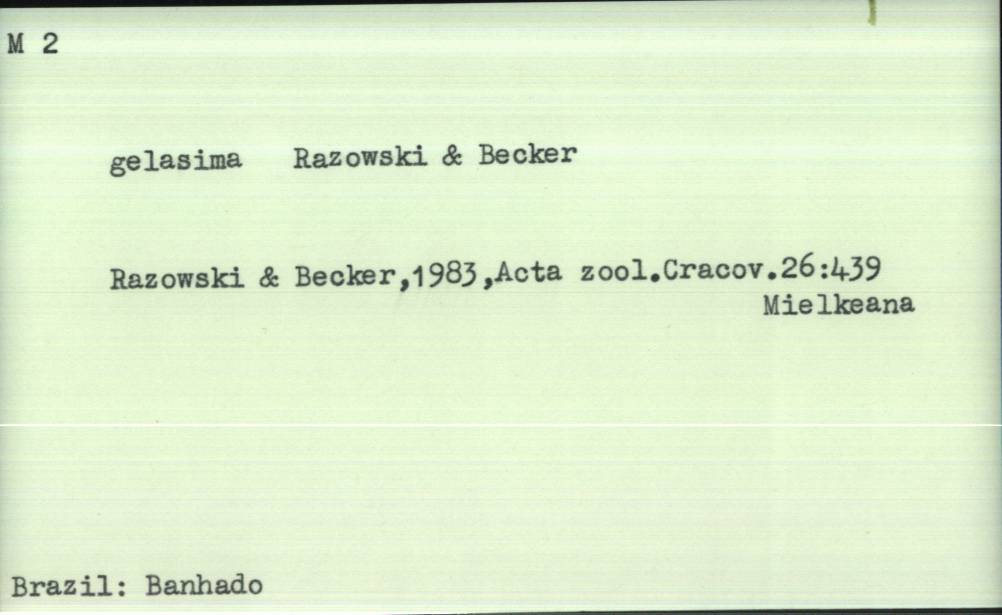 M 2
gelasima Razowski & Becker
Razowski & Becker,1983,Acta zool.Cracov.26:439
Mielkeana
Brazil: Banhado